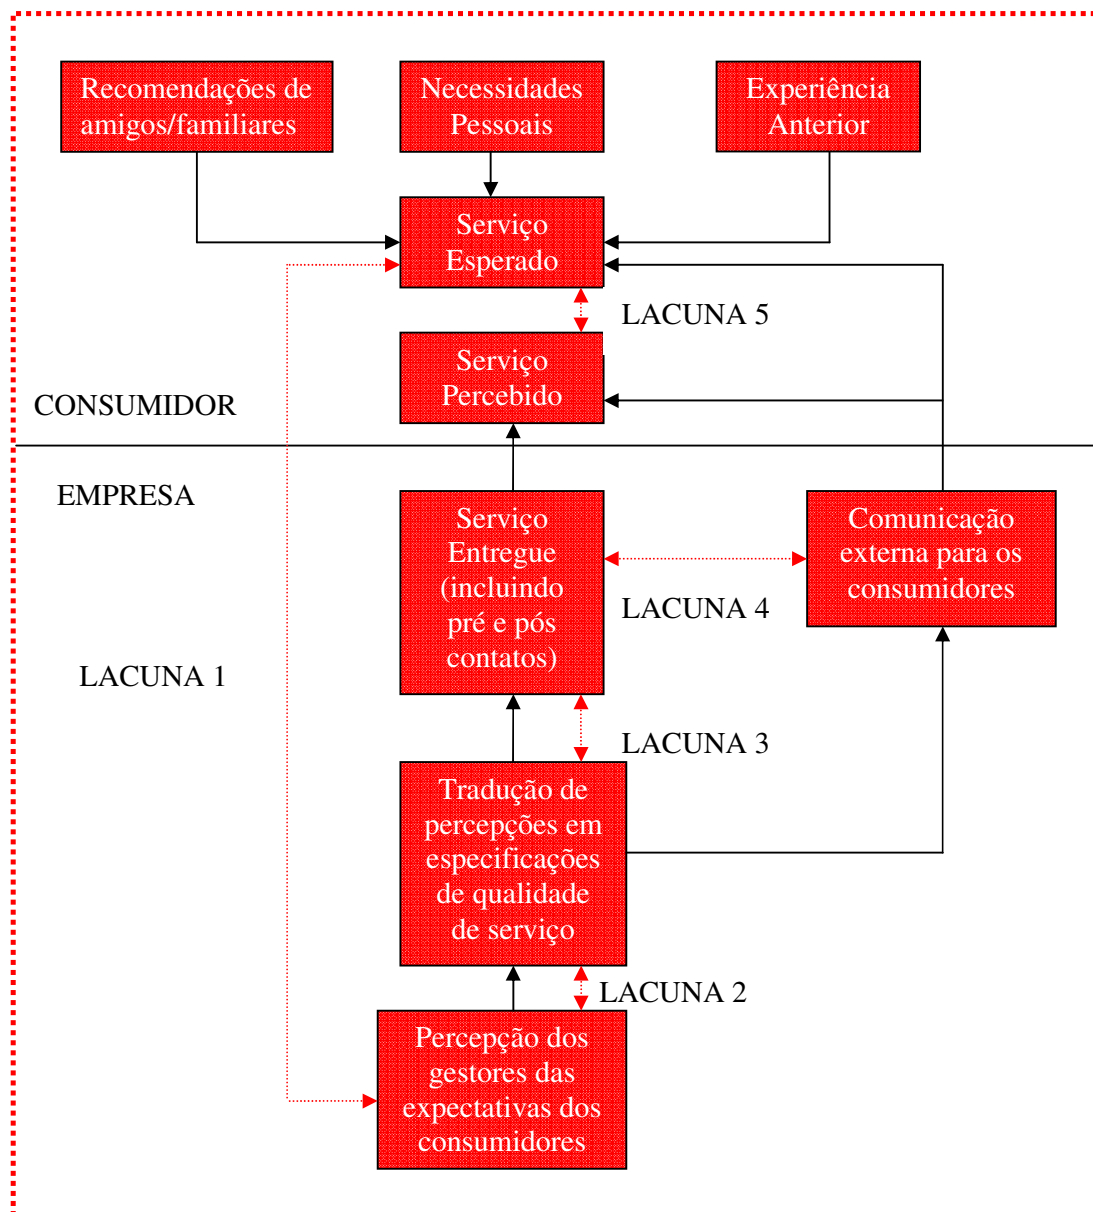 Recomendações de
amigos/familiares
Necessidades
Pessoais
Experiência
Anterior
Serviço
Esperado
LACUNA 5
Serviço
Percebido
CONSUMIDOR
EMPRESA
Serviço
Entregue
(incluindo
pré e pós
contatos)
Comunicação
externa para os
consumidores
LACUNA 4
LACUNA 1
LACUNA 3
Tradução de
percepções em
especificações
de qualidade
de serviço
LACUNA 2
Percepção dos
gestores das
expectativas dos
consumidores